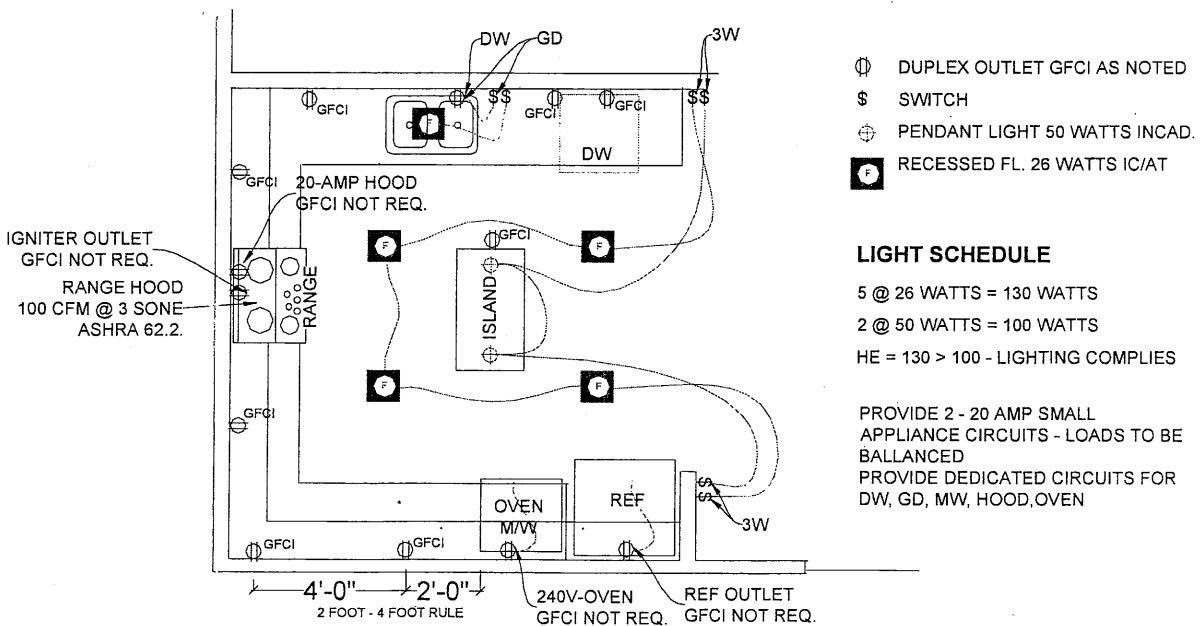 DW
GD
3W
GFCI
GFCI
GFCI
DW
GFCI
20-AMP HOOD
GFCI NOT REQ.
IGNITER OUTLET
GFCI NOT REQ.
RANGE HOOD
100 CFM @ 3 SONE
ASHRA 62.2.
RANGE
GFCI
ISLAND
F
F
F
F
F
GFCI
OVEN
M/W
REF
$
$
3W
$$
$$
GFCI
GFCI
4'-0"
2'-0"
2 FOOT - 4 FOOT RULE
240V-OVEN
GFCI NOT REQ.
REF OUTLET
GFCI NOT REQ.
DUPLEX OUTLET GFCI AS NOTED
$ SWITCH
PENDANT LIGHT 50 WATTS INCAD.
F RECESSED FL. 26 WATTS IC/AT
LIGHT SCHEDULE
5 @ 26 WATTS = 130 WATTS
2 @ 50 WATTS = 100 WATTS
HE = 130 > 100 - LIGHTING COMPLIES
PROVIDE 2 - 20 AMP SMALL
APPLIANCE CIRCUITS - LOADS TO BE
BALLANCED
PROVIDE DEDICATED CIRCUITS FOR
DW, GD, MW, HOOD,OVEN